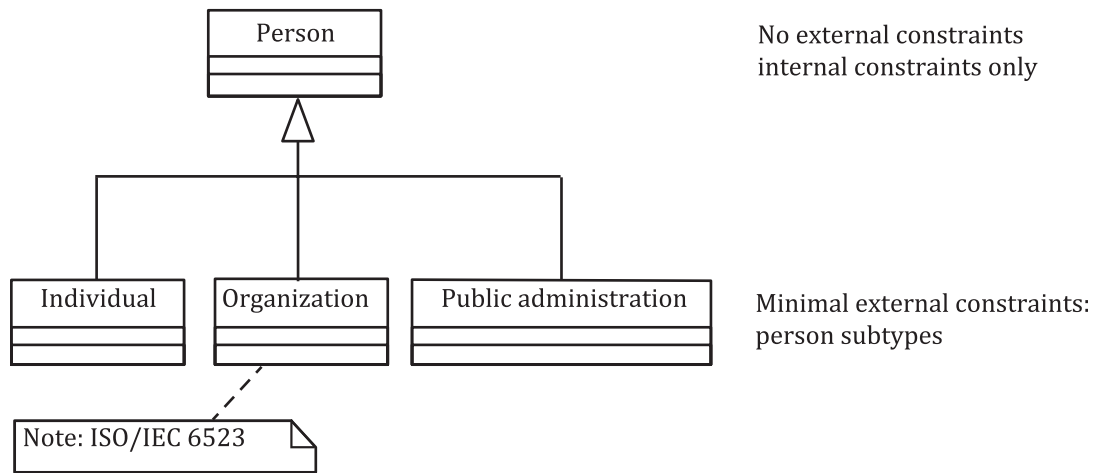 Person
No external constraints
internal constraints only
Individual
Organization
Public administration
Minimal external constraints:
person subtypes
Note: ISO/IEC 6523